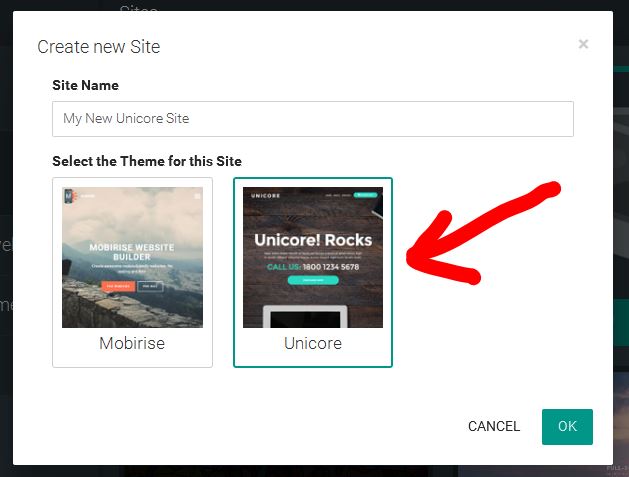 Sites
Create new Site
×
Site Name
My New Unicore Site
Select the Theme for this Site
MOBIRISE WEBSITE
BUILDER
UNICORE
Unicore! Rocks
CALL US: 1800 1234 5678
Mobirise
Unicore
CANCEL
OK